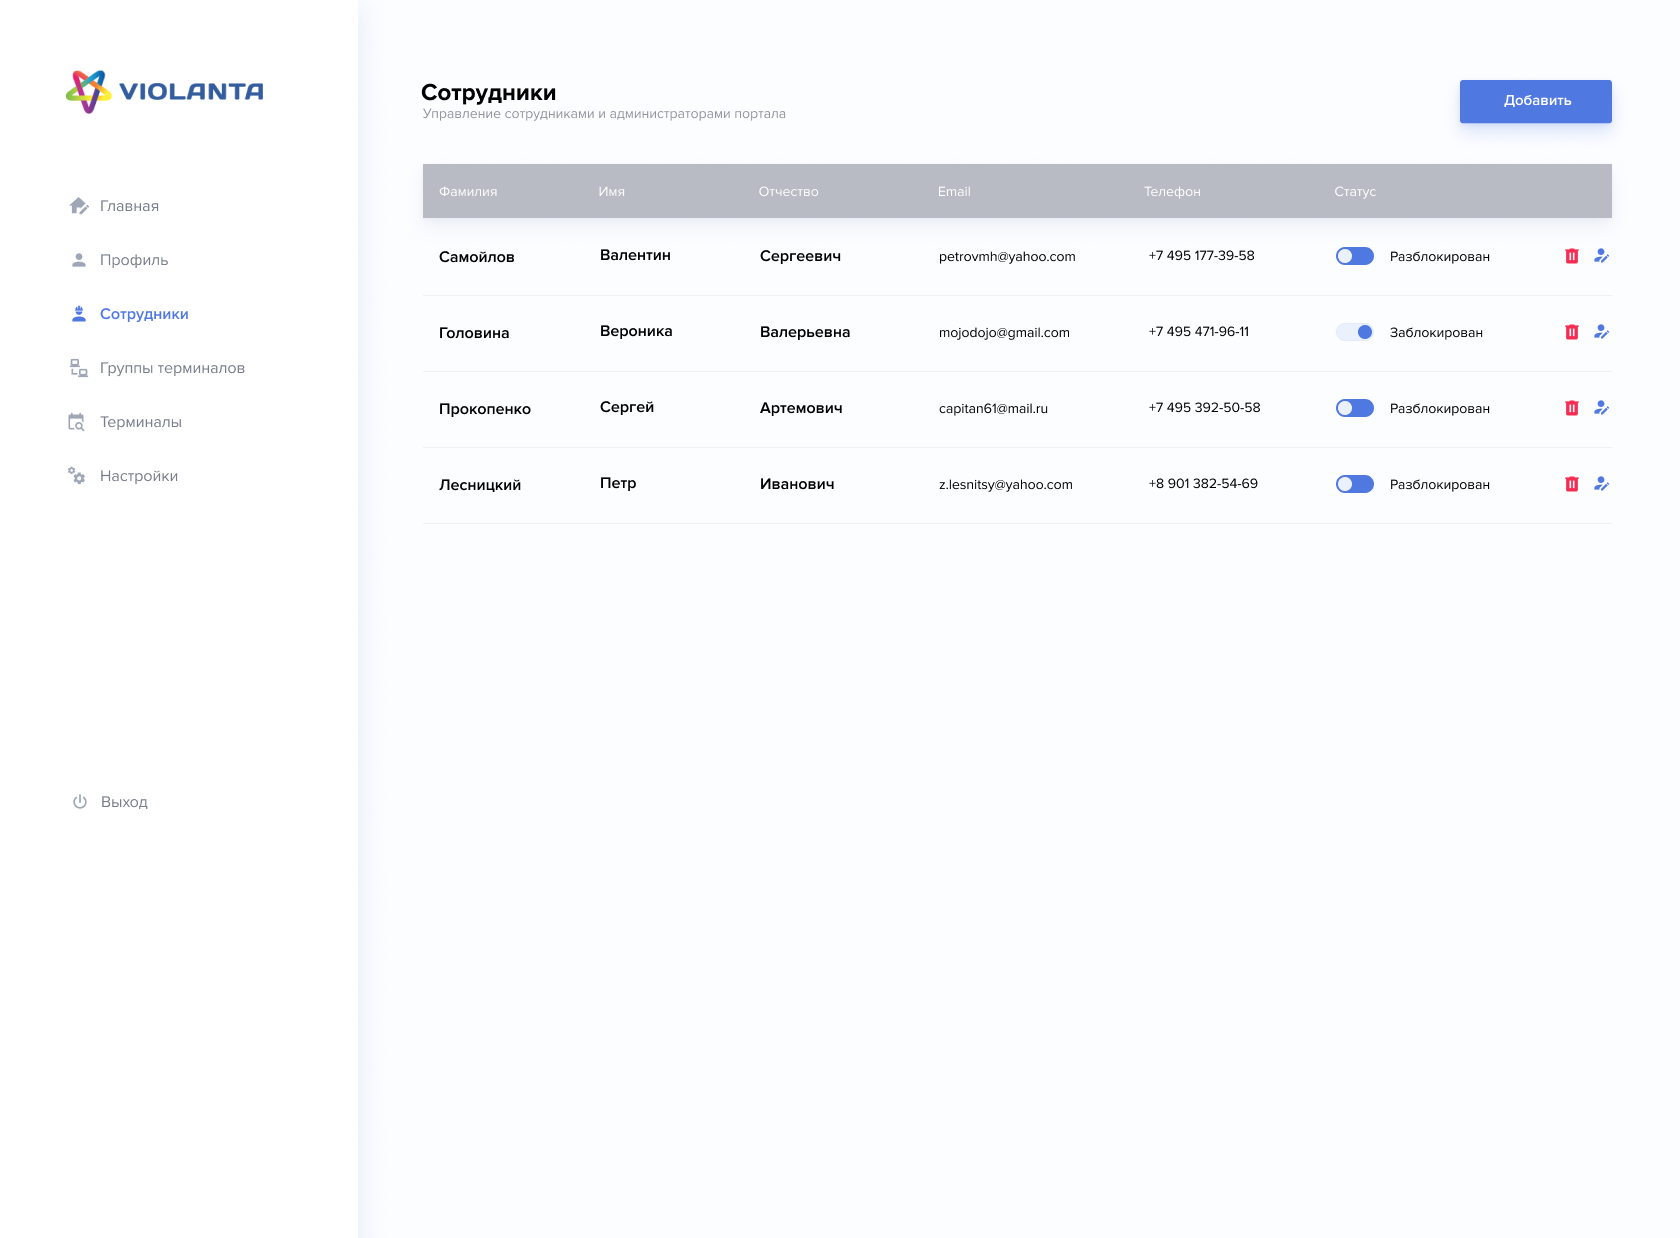 VIOLANTA
Главная
Профиль
Сотрудники
Группы терминалов
Терминалы
Настройки
Выход
Сотрудники
Управление сотрудниками и администраторами портала
Добавить
Фамилия Имя Отчество Email Телефон Статус
Самойлов Валентин Сергеевич petrovmh@yahoo.com +7 495 177-39-58 Разблокирован
Головина Вероника Валерьевна mojodojo@gmail.com +7 495 471-96-11 Заблокирован
Прокопенко Сергей Артемович capitan61@mail.ru +7 495 392-50-58 Разблокирован
Лесницкий Петр Иванович z.lesnitsy@yahoo.com +8 901 382-54-69 Разблокирован